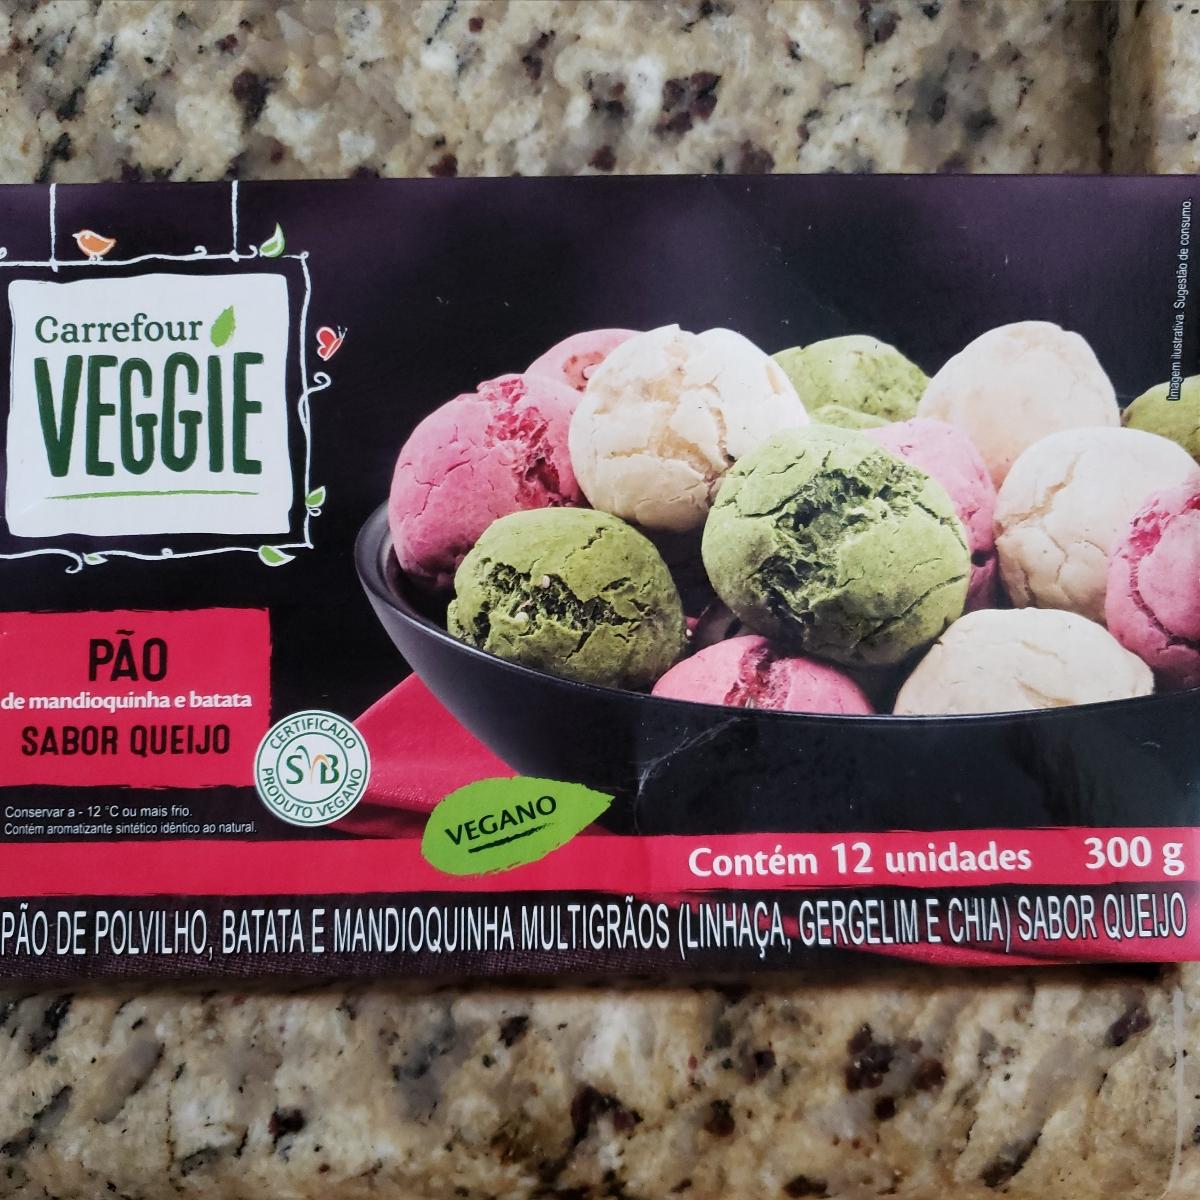 Carrefour
VEGGIE
PÃO
de mandioquinha e batata
SABOR QUEIJO
CERTIFICADO
SVB
PRODUTO VEGANO
Conservar a - 12 °C ou mais frio.
Contém aromatizante sintético idêntico ao natural.
VEGANO
Contém 12 unidades 300 g
PÃO DE POLVILHO, BATATA E MANDIOQUINHA MULTIGRÃOS (LINHAÇA, GERGELIM E CHIA) SABOR QUEIJO
Imagem ilustrativa. Sugestão de consumo.